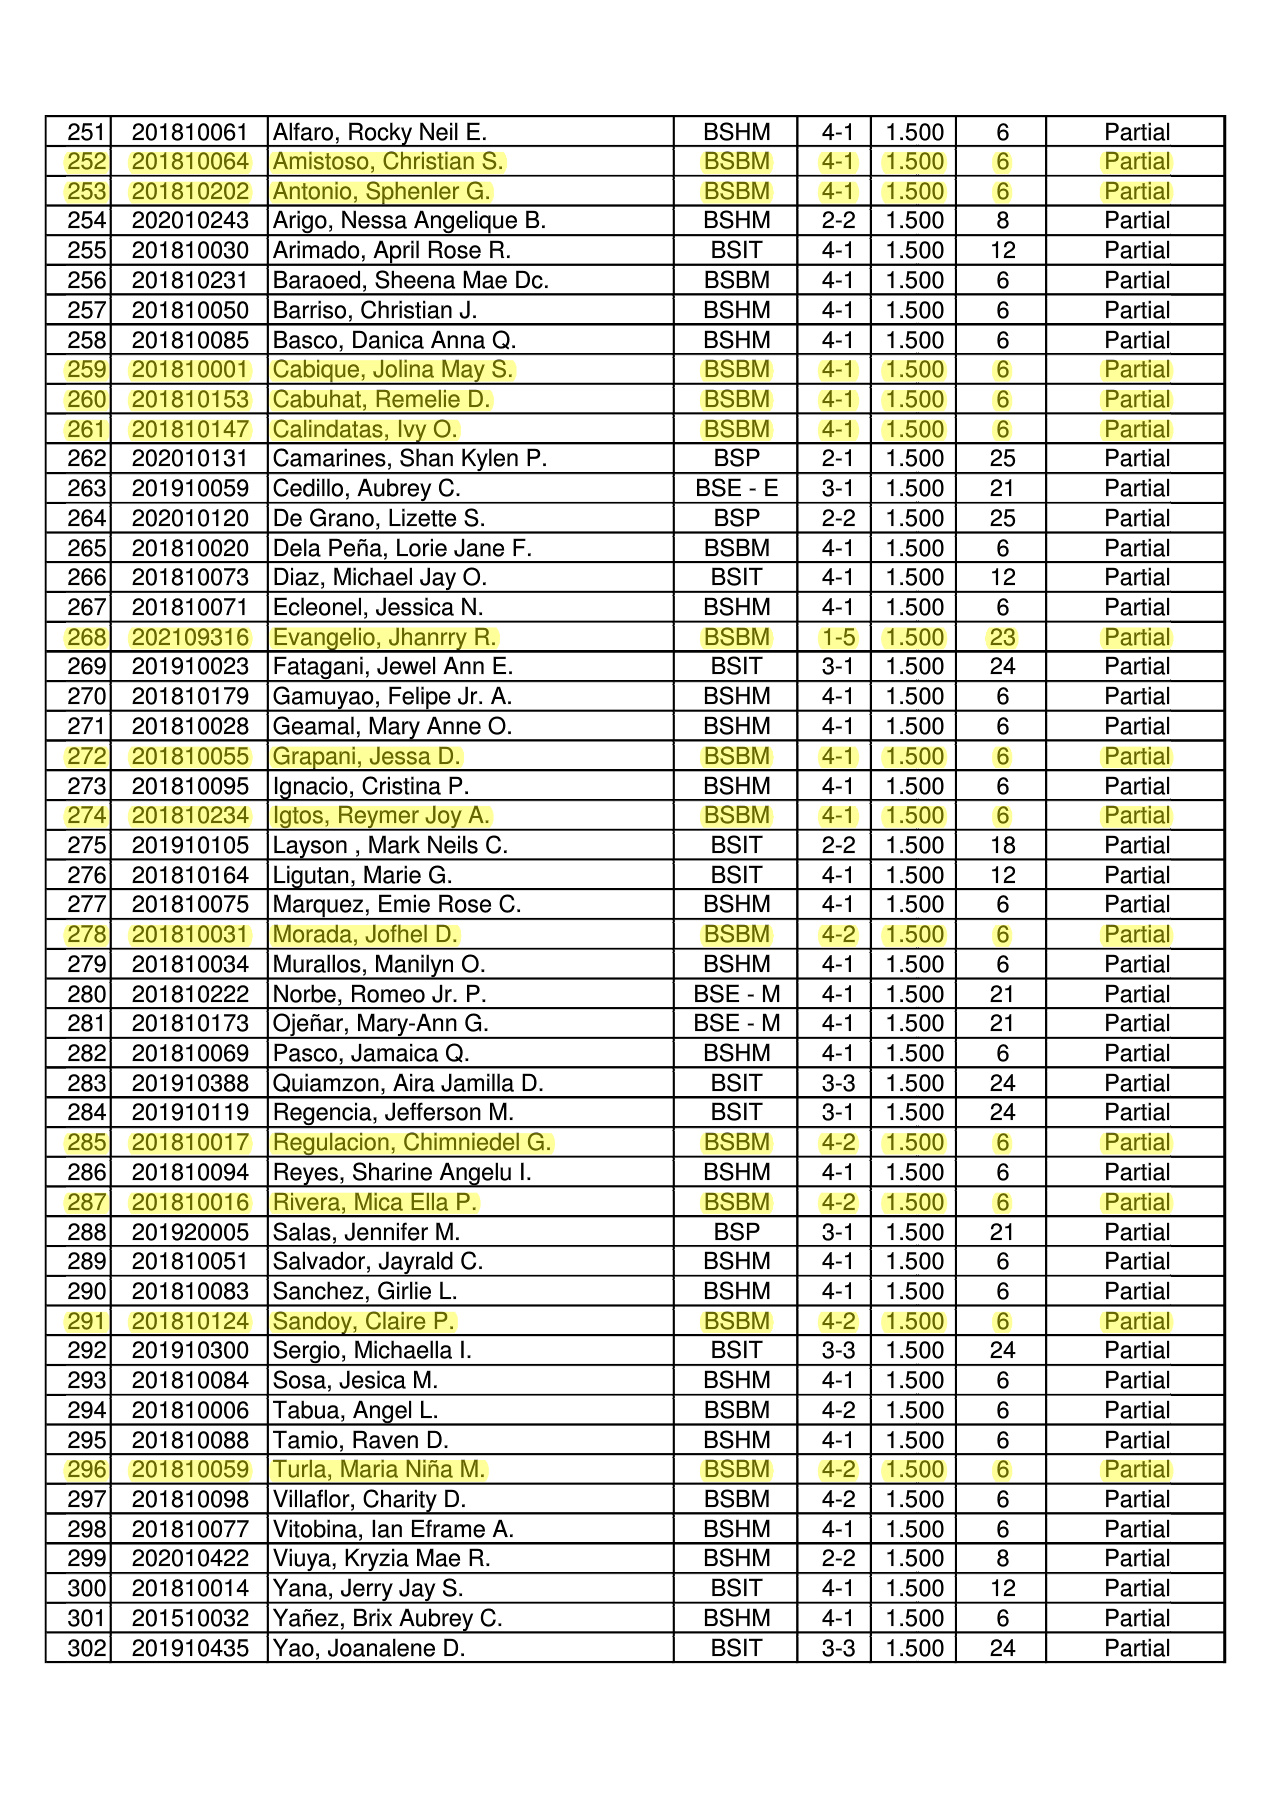 251 201810061 Alfaro, Rocky Neil E. BSHM 4-1 1.500 6 Partial
252 201810064 Amistoso, Christian S. BSBM 4-1 1.500 6 Partial
253 201810202 Antonio, Sphenler G. BSBM 4-1 1.500 6 Partial
254 202010243 Arigo, Nessa Angelique B. BSHM 2-2 1.500 8 Partial
255 201810030 Arimado, April Rose R. BSIT 4-1 1.500 12 Partial
256 201810231 Baraoed, Sheena Mae Dc. BSBM 4-1 1.500 6 Partial
257 201810050 Barriso, Christian J. BSHM 4-1 1.500 6 Partial
258 201810085 Basco, Danica Anna Q. BSHM 4-1 1.500 6 Partial
259 201810001 Cabique, Jolina May S. BSBM 4-1 1.500 6 Partial
260 201810153 Cabuhat, Remelie D. BSBM 4-1 1.500 6 Partial
261 201810147 Calindatas, Ivy O. BSBM 4-1 1.500 6 Partial
262 202010131 Camarines, Shan Kylen P. BSP 2-1 1.500 25 Partial
263 201910059 Cedillo, Aubrey C. BSE - E 3-1 1.500 21 Partial
264 202010120 De Grano, Lizette S. BSP 2-2 1.500 25 Partial
265 201810020 Dela Peña, Lorie Jane F. BSBM 4-1 1.500 6 Partial
266 201810073 Diaz, Michael Jay O. BSIT 4-1 1.500 12 Partial
267 201810071 Ecleonel, Jessica N. BSHM 4-1 1.500 6 Partial
268 202109316 Evangelio, Jhanrry R. BSBM 1-5 1.500 23 Partial
269 201910023 Fatagani, Jewel Ann E. BSIT 3-1 1.500 24 Partial
270 201810179 Gamuyao, Felipe Jr. A. BSHM 4-1 1.500 6 Partial
271 201810028 Geamal, Mary Anne O. BSHM 4-1 1.500 6 Partial
272 201810055 Grapani, Jessa D. BSBM 4-1 1.500 6 Partial
273 201810095 Ignacio, Cristina P. BSHM 4-1 1.500 6 Partial
274 201810234 Igtos, Reymer Joy A. BSBM 4-1 1.500 6 Partial
275 201910105 Layson , Mark Neils C. BSIT 2-2 1.500 18 Partial
276 201810164 Ligutan, Marie G. BSIT 4-1 1.500 12 Partial
277 201810075 Marquez, Emie Rose C. BSHM 4-1 1.500 6 Partial
278 201810031 Morada, Jofhel D. BSBM 4-2 1.500 6 Partial
279 201810034 Murallos, Manilyn O. BSHM 4-1 1.500 6 Partial
280 201810222 Norbe, Romeo Jr. P. BSE - M 4-1 1.500 21 Partial
281 201810173 Ojeñar, Mary-Ann G. BSE - M 4-1 1.500 21 Partial
282 201810069 Pasco, Jamaica Q. BSHM 4-1 1.500 6 Partial
283 201910388 Quiamzon, Aira Jamilla D. BSIT 3-3 1.500 24 Partial
284 201910119 Regencia, Jefferson M. BSIT 3-1 1.500 24 Partial
285 201810017 Regulacion, Chimniedel G. BSBM 4-2 1.500 6 Partial
286 201810094 Reyes, Sharine Angelu I. BSHM 4-1 1.500 6 Partial
287 201810016 Rivera, Mica Ella P. BSBM 4-2 1.500 6 Partial
288 201920005 Salas, Jennifer M. BSP 3-1 1.500 21 Partial
289 201810051 Salvador, Jayrald C. BSHM 4-1 1.500 6 Partial
290 201810083 Sanchez, Girlie L. BSHM 4-1 1.500 6 Partial
291 201810124 Sandoy, Claire P. BSBM 4-2 1.500 6 Partial
292 201910300 Sergio, Michaella I. BSIT 3-3 1.500 24 Partial
293 201810084 Sosa, Jesica M. BSHM 4-1 1.500 6 Partial
294 201810006 Tabua, Angel L. BSBM 4-2 1.500 6 Partial
295 201810088 Tamio, Raven D. BSHM 4-1 1.500 6 Partial
296 201810059 Turla, Maria Niña M. BSBM 4-2 1.500 6 Partial
297 201810098 Villaflor, Charity D. BSBM 4-2 1.500 6 Partial
298 201810077 Vitobina, Ian Eframe A. BSHM 4-1 1.500 6 Partial
299 202010422 Viuya, Kryzia Mae R. BSHM 2-2 1.500 8 Partial
300 201810014 Yana, Jerry Jay S. BSIT 4-1 1.500 12 Partial
301 201510032 Yañez, Brix Aubrey C. BSHM 4-1 1.500 6 Partial
302 201910435 Yao, Joanalene D. BSIT 3-3 1.500 24 Partial